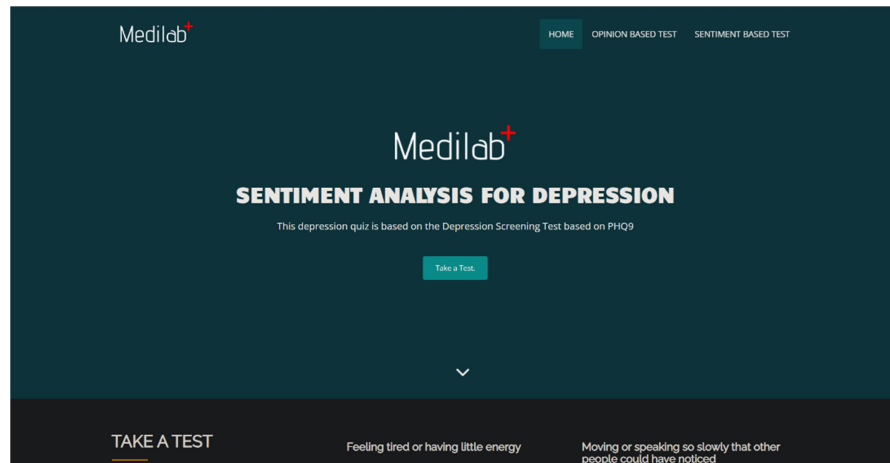 Medilab+
HOME OPINION BASED TEST SENTIMENT BASED TEST
Medilab+
SENTIMENT ANALYSIS FOR DEPRESSION
This depression quiz is based on the Depression Screening Test based on PHQ9
Take a Test.
TAKE A TEST
Feeling tired or having little energy
Moving or speaking so slowly that other
people could have noticed